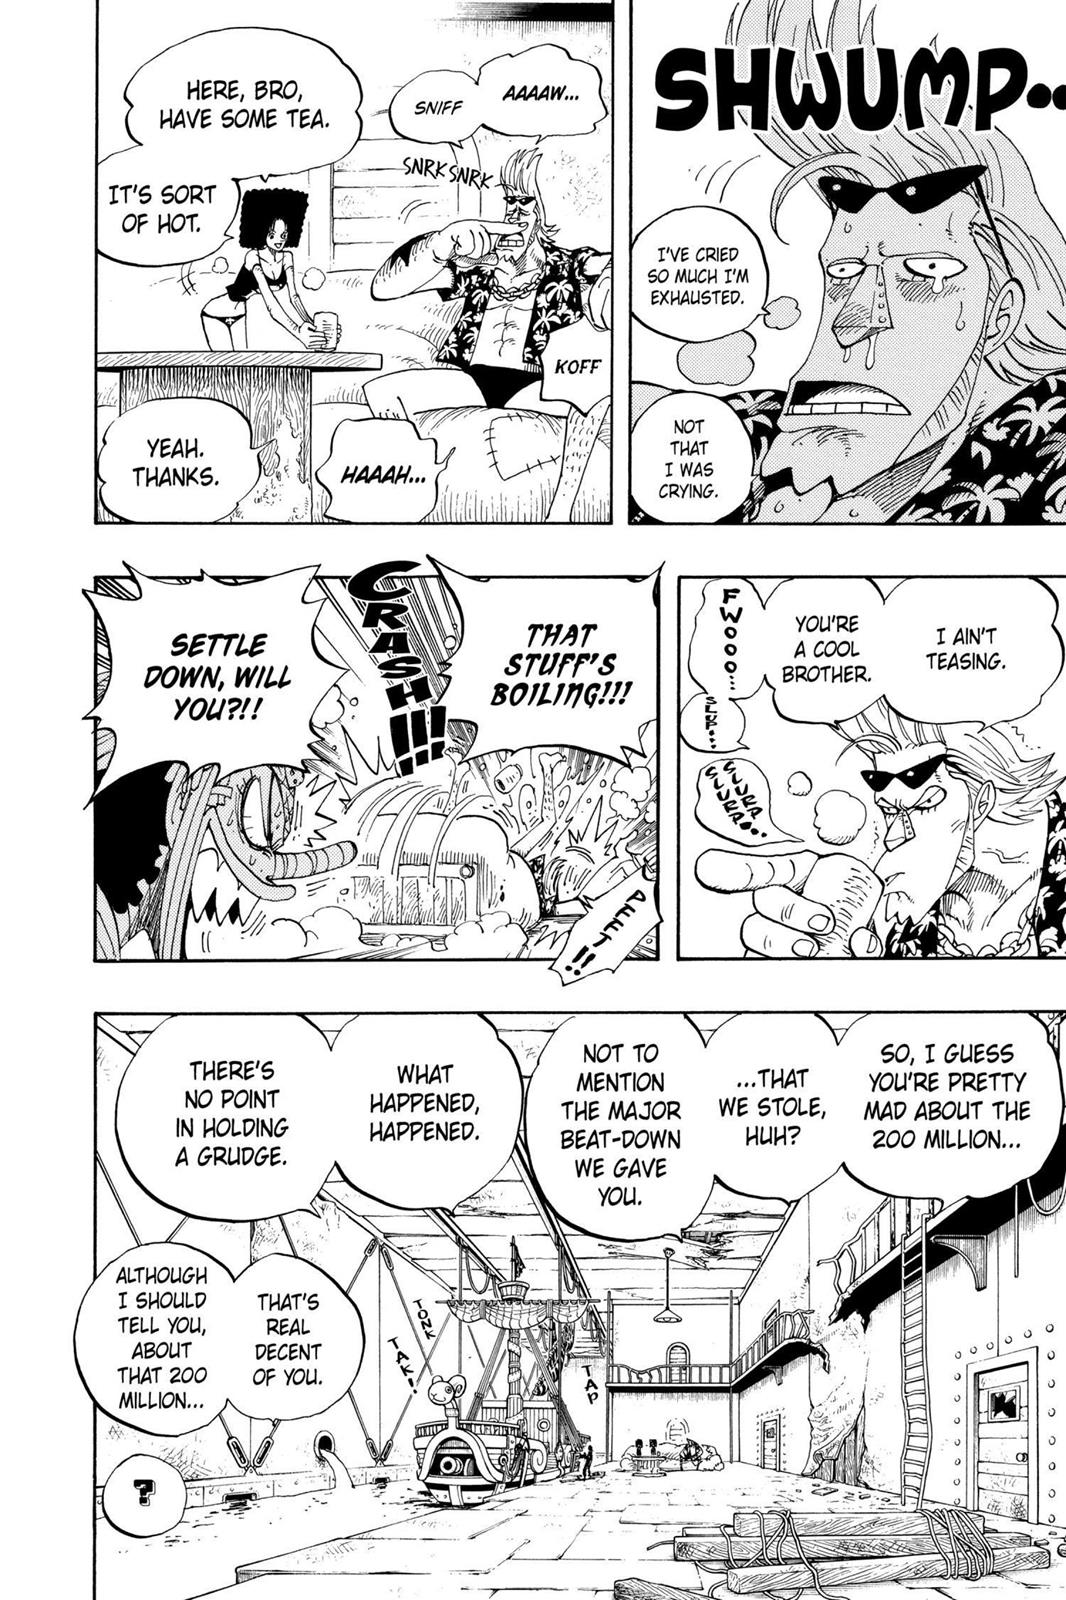 SHWUMP...
I'VE CRIED
SO MUCH I'M
EXHAUSTED.
NOT
THAT
I WAS
CRYING.
AAAAW...
SNIFF
SNRK SNRK
HERE, BRO,
HAVE SOME TEA.
IT'S SORT
OF HOT.
KOFF
HAAAH...
YEAH.
THANKS.
I AIN'T
TEASING.
YOU'RE
A COOL
BROTHER.
FWOOO...
SLUP...
SLURRR...
THAT
STUFF'S
BOILING!!!
CRASH!!!
PFFT!!
SETTLE
DOWN, WILL
YOU?!!
SO, I GUESS
YOU'RE PRETTY
MAD ABOUT THE
200 MILLION...
...THAT
WE STOLE,
HUH?
NOT TO
MENTION
THE MAJOR
BEAT-DOWN
WE GAVE
YOU.
WHAT
HAPPENED,
HAPPENED.
THERE'S
NO POINT
IN HOLDING
A GRUDGE.
TONK
TAK!
TAP
THAT'S
REAL
DECENT
OF YOU.
ALTHOUGH
I SHOULD
TELL YOU,
ABOUT
THAT 200
MILLION...
?